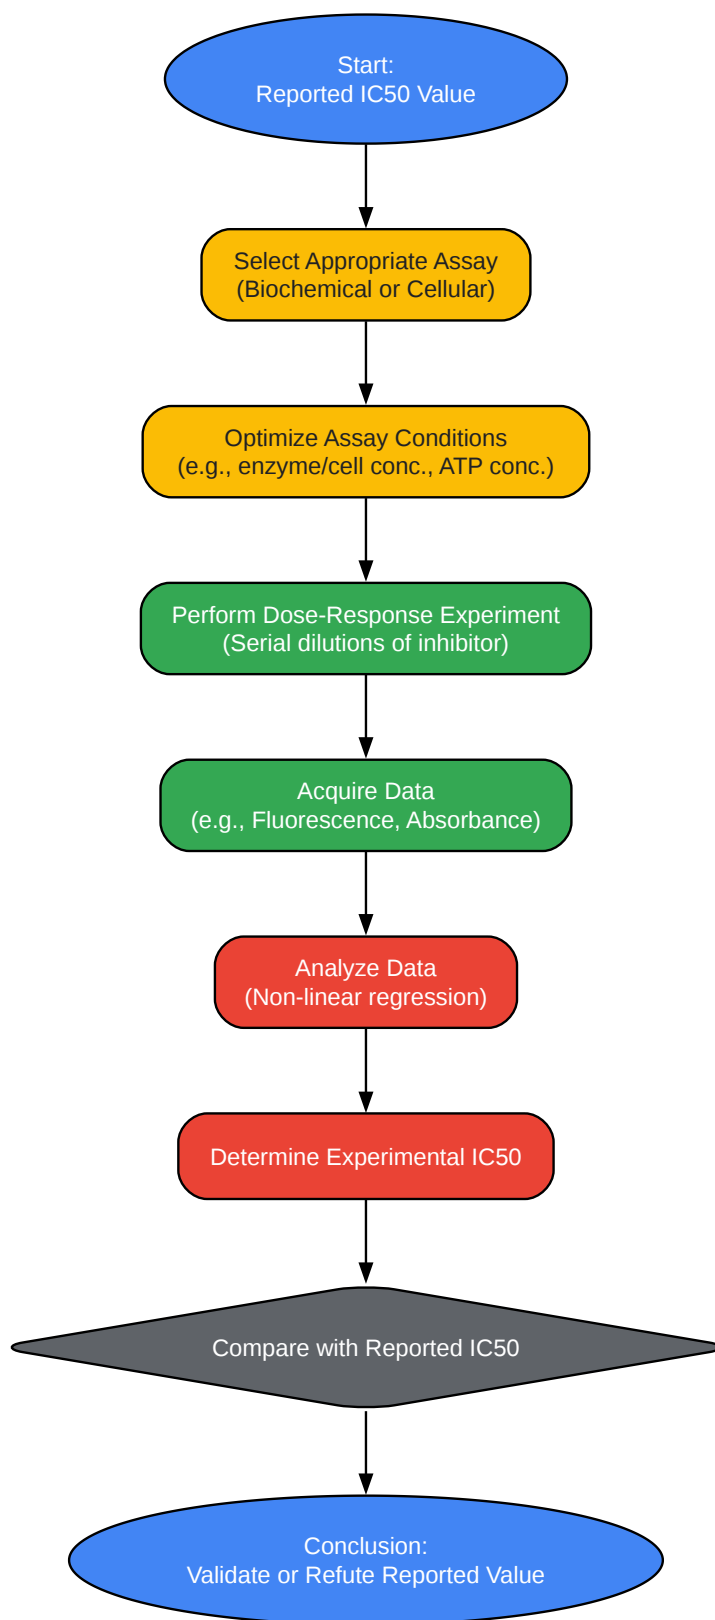 Start:
Reported IC50 Value
Select Appropriate Assay
(Biochemical or Cellular)
Optimize Assay Conditions
(e.g., enzyme/cell conc., ATP conc.)
Perform Dose-Response Experiment
(Serial dilutions of inhibitor)
Acquire Data
(e.g., Fluorescence, Absorbance)
Analyze Data
(Non-linear regression)
Determine Experimental IC50
Compare with Reported IC50
Conclusion:
Validate or Refute Reported Value